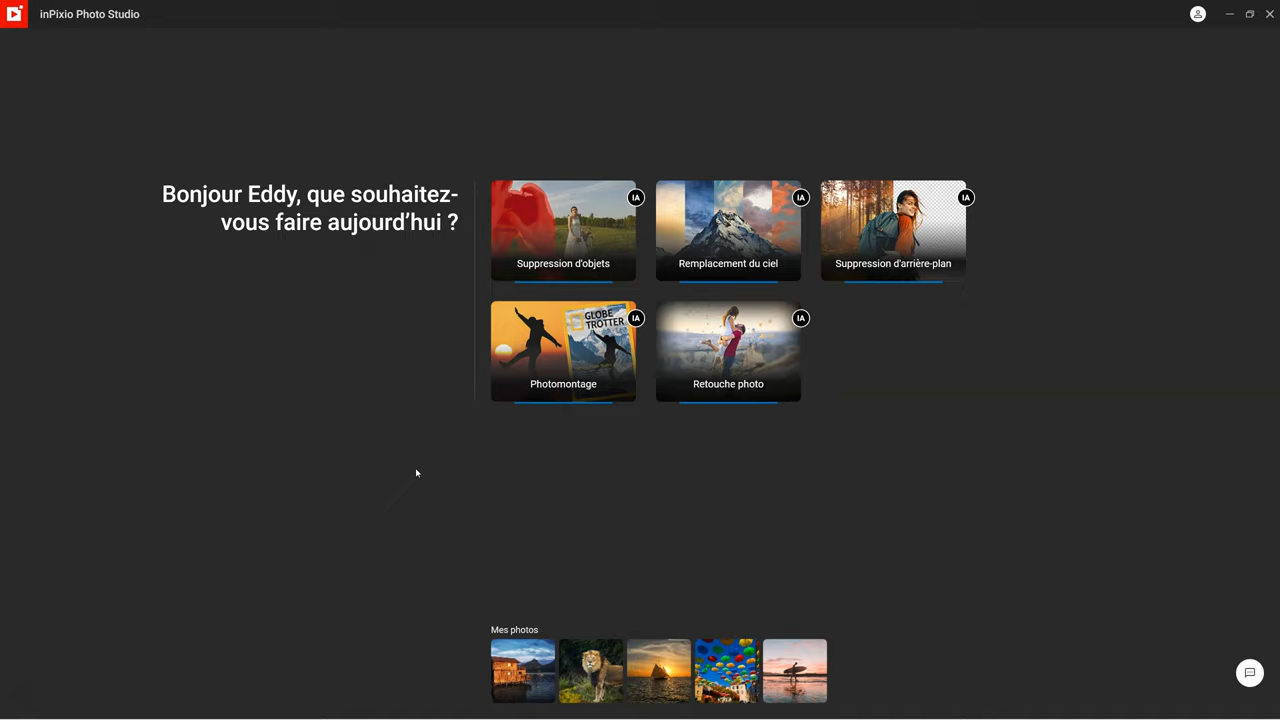 inPixio Photo Studio
Bonjour Eddy, que souhaitez-
vous faire aujourd'hui ?
IA
Suppression d'objets
IA
Remplacement du ciel
IA
Suppression d'arrière-plan
GLOBE
TROTTER
IA
Photomontage
IA
Retouche photo
Mes photos